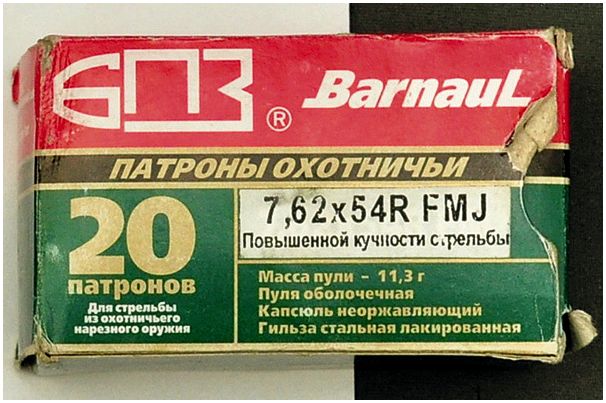 БПЗ ® Barnaul
ПАТРОНЫ ОХОТНИЧЬИ
20
патронов
Для стрельбы
из охотничьего
нарезного оружия
7,62х54R FMJ
Повышенной кучности стрельбы
Масса пули – 11,3 г
Пуля оболочечная
Капсюль неоржавляющий
Гильза стальная лакированная